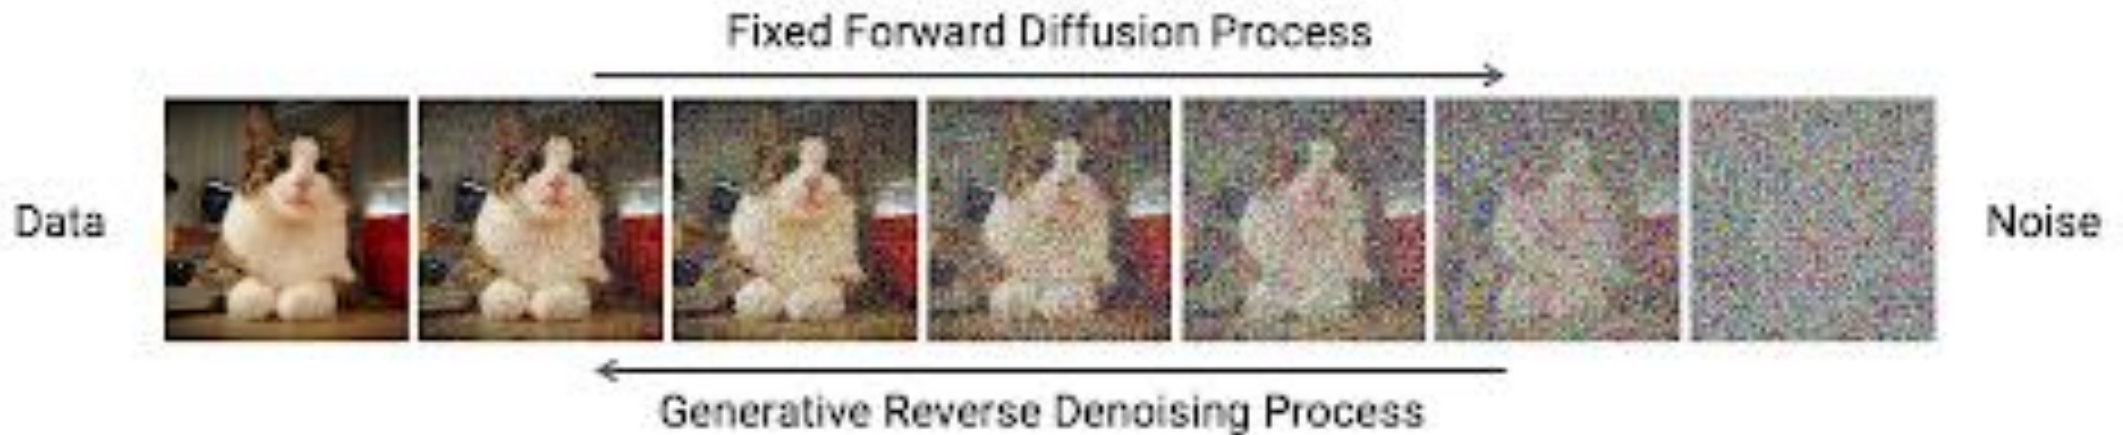 Fixed Forward Diffusion Process
Data
Noise
Generative Reverse Denoising Process